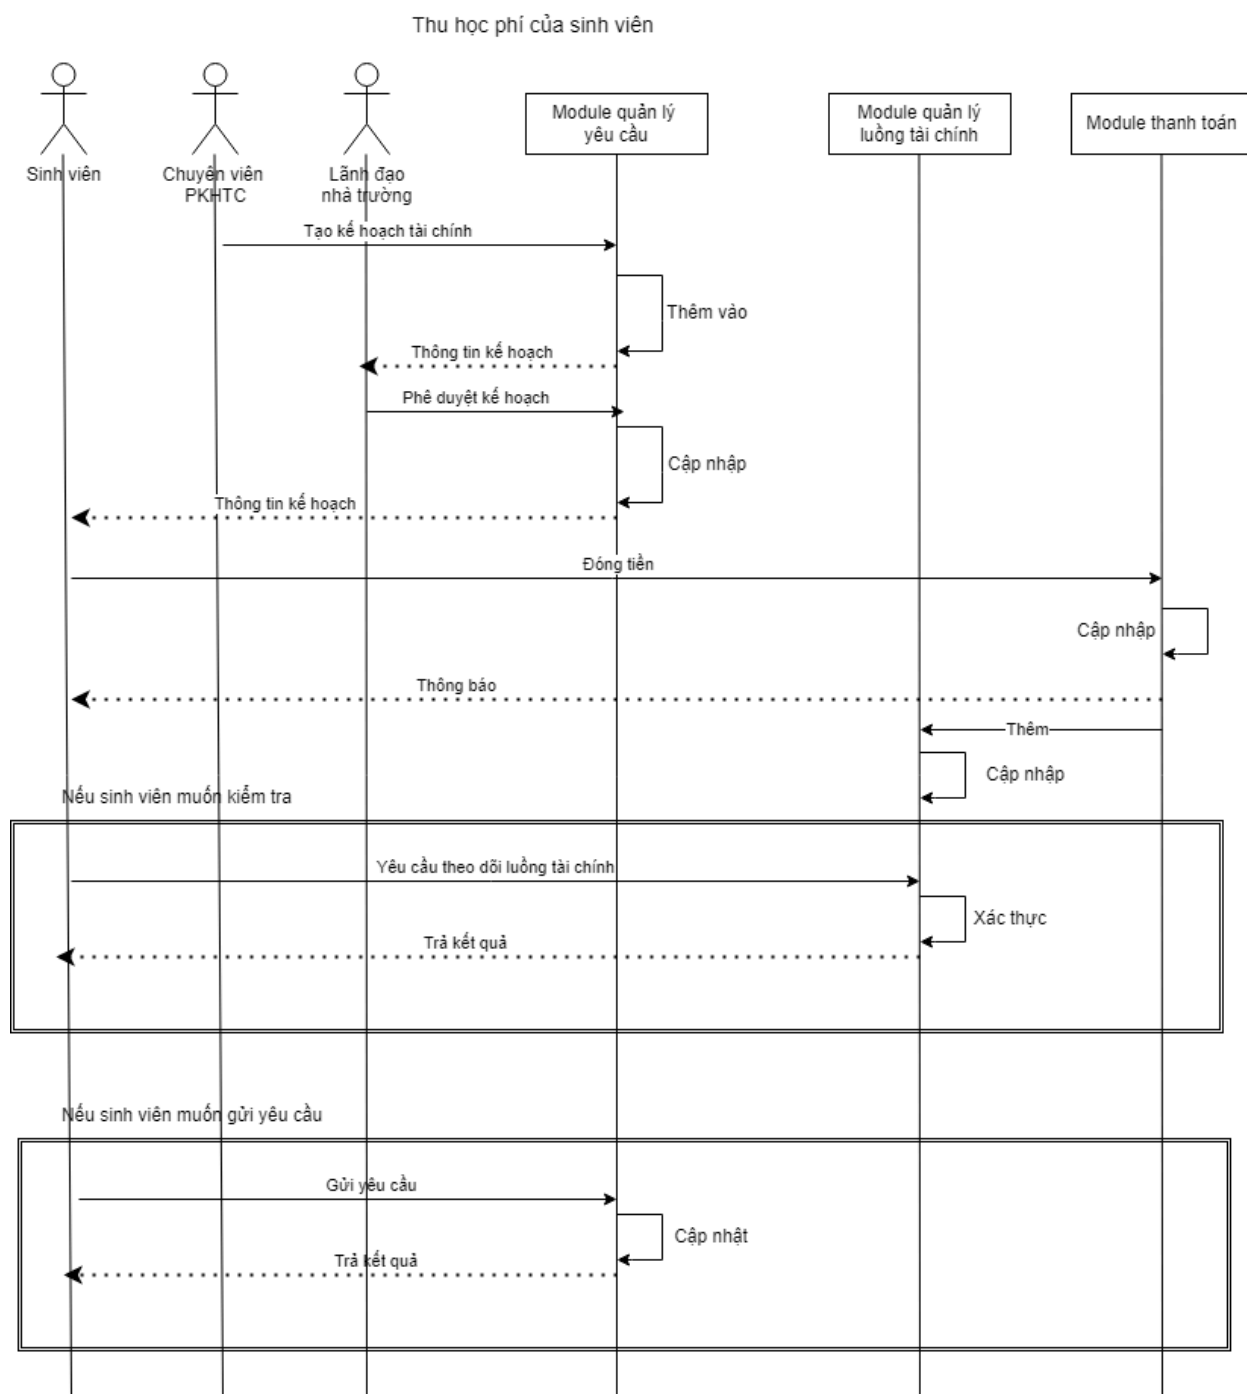 Thu học phí của sinh viên
Sinh viên
Chuyên viên
PKHTC
Lãnh đạo
nhà trường
Module quản lý
yêu cầu
Module quản lý
luồng tài chính
Module thanh toán
Tạo kế hoạch tài chính
Thêm vào
Thông tin kế hoạch
Phê duyệt kế hoạch
Cập nhập
Thông tin kế hoạch
Đóng tiền
Cập nhập
Thông báo
Thêm
Cập nhập
Nếu sinh viên muốn kiểm tra
Yêu cầu theo dõi luồng tài chính
Xác thực
Trả kết quả
Nếu sinh viên muốn gửi yêu cầu
Gửi yêu cầu
Cập nhật
Trả kết quả